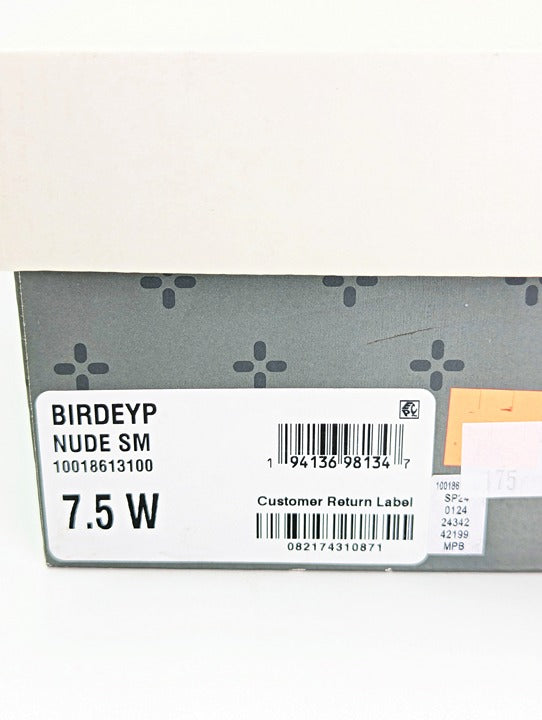 BIRDEYP
NUDE SM
10018613100
7.5 W
1 94136 98134 7
Customer Return Label
082174310871
175
100186
SP24
0124
24342
42199
MPB